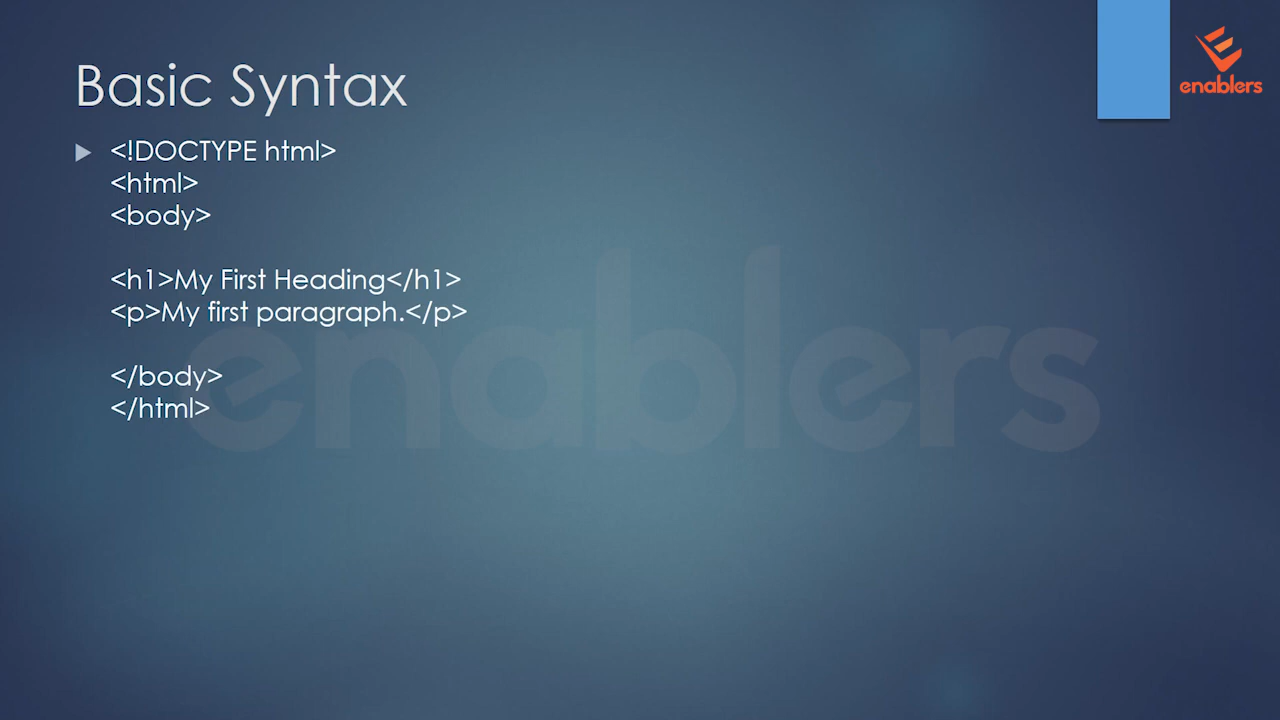 Basic Syntax
enablers
<!DOCTYPE html>
<html>
<body>
<h1>My First Heading</h1>
<p>My first paragraph.</p>
</body>
</html>
enablers